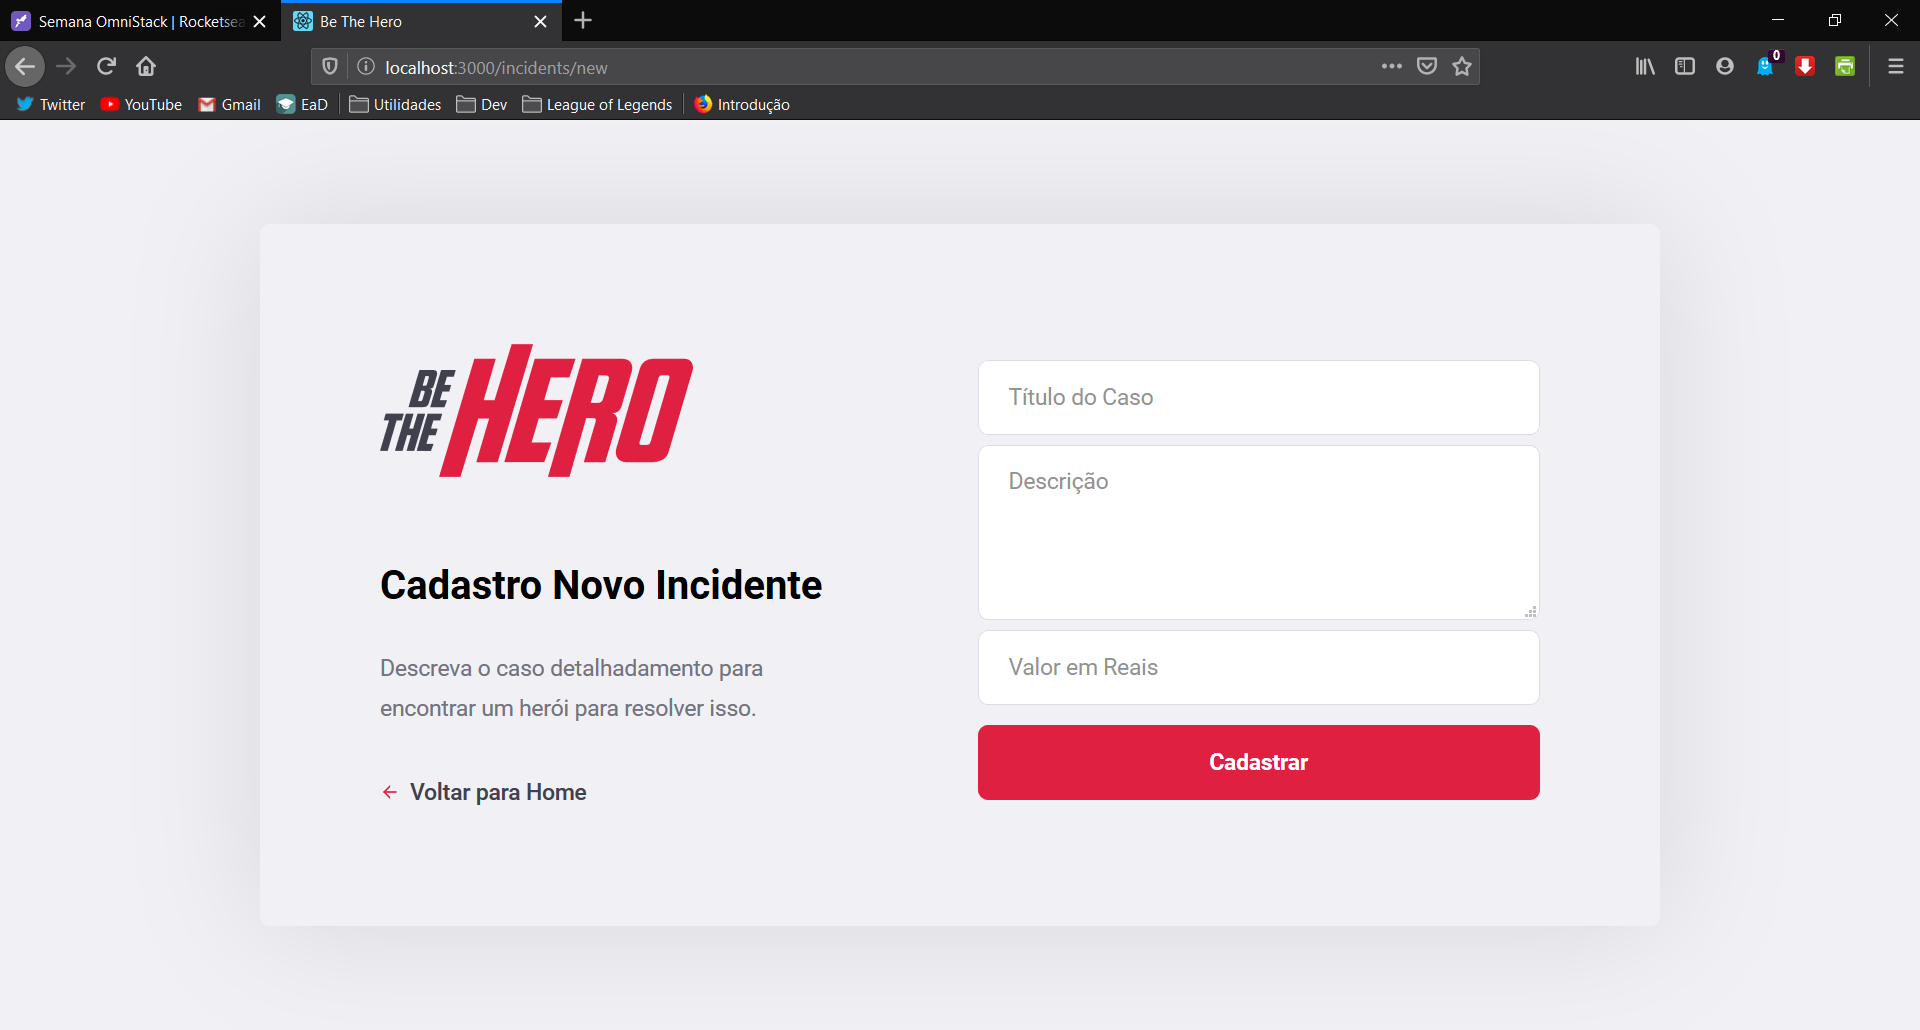 Semana OmniStack | Rocketsea
Be The Hero
localhost:3000/incidents/new
0
Twitter
YouTube
Gmail
EaD
Utilidades
Dev
League of Legends
Introdução
BE
THE
HERO
Cadastro Novo Incidente
Descreva o caso detalhadamento para
encontrar um herói para resolver isso.
Voltar para Home
Título do Caso
Descrição
Valor em Reais
Cadastrar